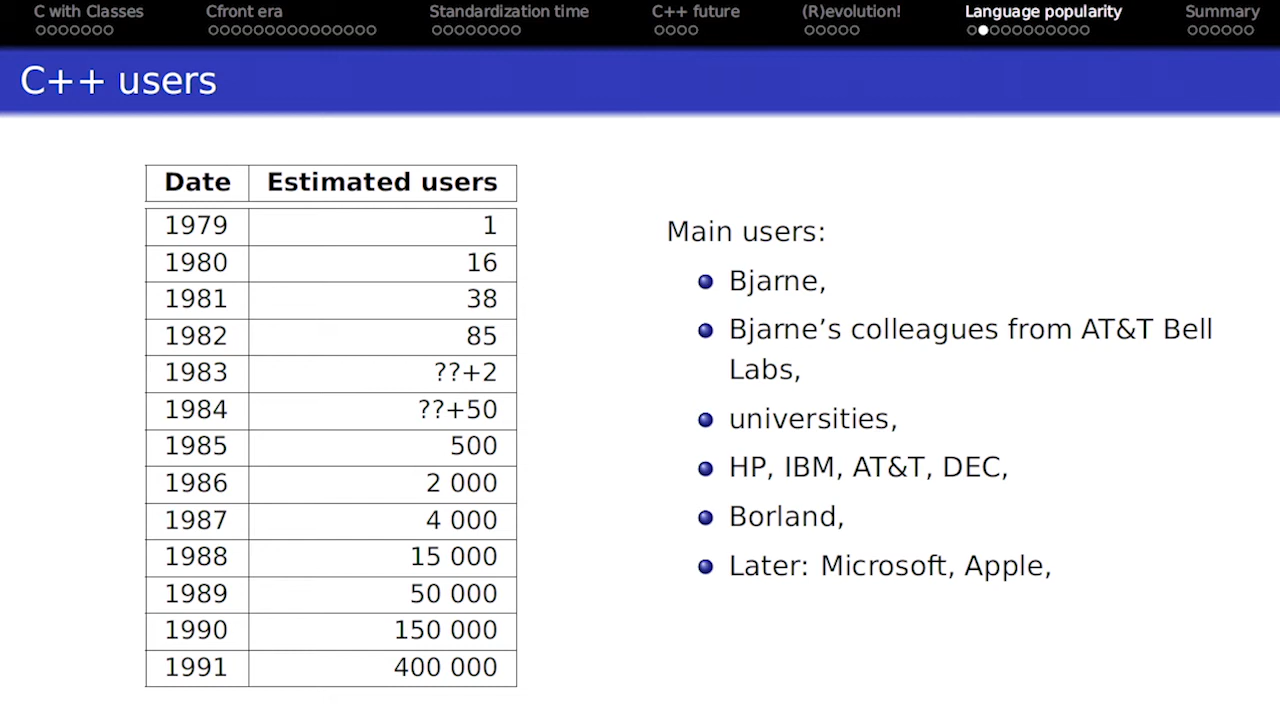 C with Classes Cfront era Standardization time C++ future (R)evolution! Language popularity Summary
C++ users
Date Estimated users
1979 1
1980 16
1981 38
1982 85
1983 ??+2
1984 ??+50
1985 500
1986 2 000
1987 4 000
1988 15 000
1989 50 000
1990 150 000
1991 400 000
Main users:
Bjarne,
Bjarne’s colleagues from AT&T Bell
Labs,
universities,
HP, IBM, AT&T, DEC,
Borland,
Later: Microsoft, Apple,